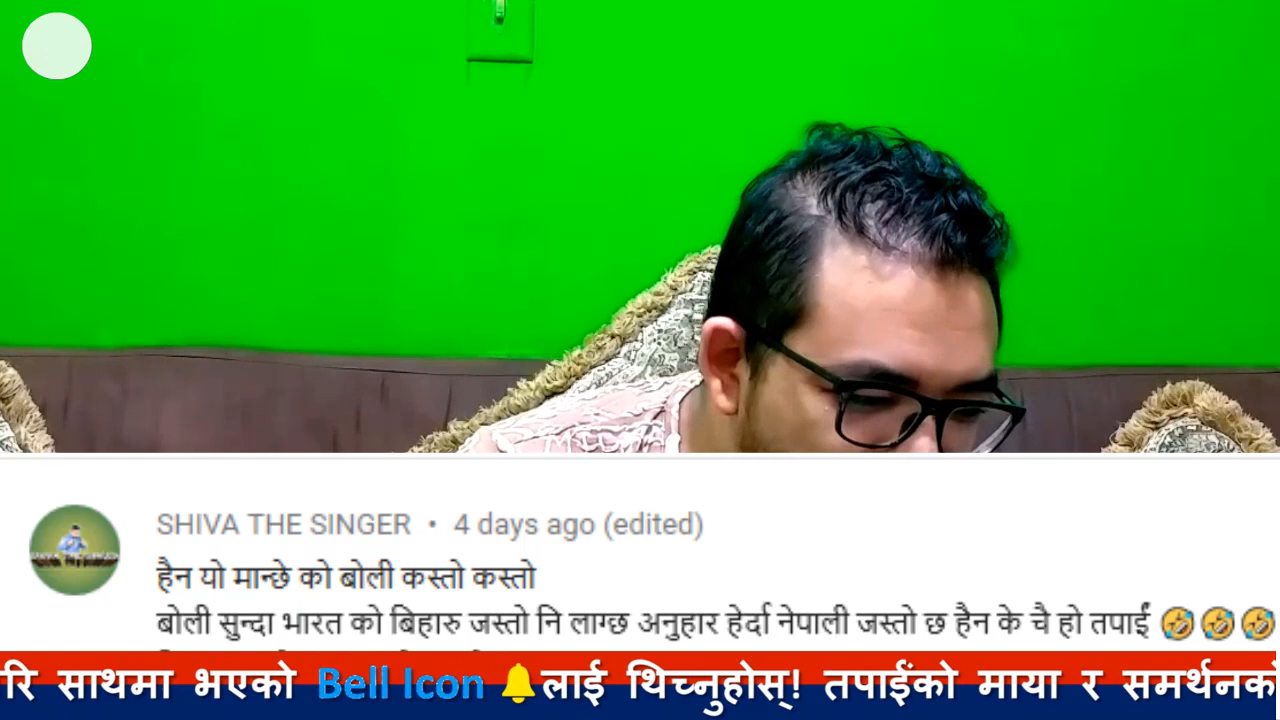 SHIVA THE SINGER • 4 days ago (edited)
हैन यो मान्छे को बोली कस्तो कस्तो
बोली सुन्दा भारत को बिहारु जस्तो नि लाग्छ अनुहार हेर्दा नेपाली जस्तो छ हैन के चै हो तपाईं 🤣🤣🤣
रि साथमा भएको Bell Icon 🔔लाई थिच्नुहोस्! तपाईंको माया र समर्थनको